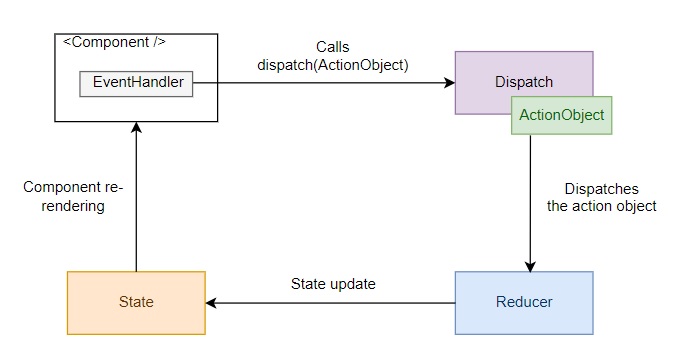 <Component />
EventHandler
Calls
dispatch(ActionObject)
Dispatch
ActionObject
Component re-
rendering
Dispatches
the action object
State
State update
Reducer